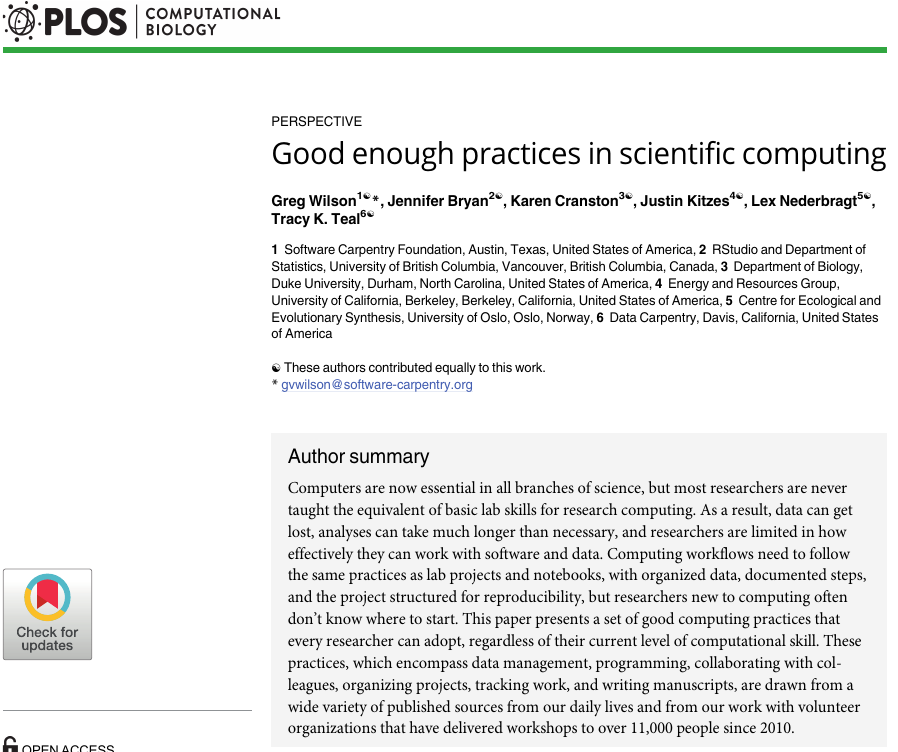 PLOS | COMPUTATIONAL
BIOLOGY
PERSPECTIVE
Good enough practices in scientific computing
Greg Wilson1☯*, Jennifer Bryan2☯, Karen Cranston3☯, Justin Kitzes4☯, Lex Nederbragt5☯,
Tracy K. Teal6☯
1 Software Carpentry Foundation, Austin, Texas, United States of America, 2 RStudio and Department of
Statistics, University of British Columbia, Vancouver, British Columbia, Canada, 3 Department of Biology,
Duke University, Durham, North Carolina, United States of America, 4 Energy and Resources Group,
University of California, Berkeley, Berkeley, California, United States of America, 5 Centre for Ecological and
Evolutionary Synthesis, University of Oslo, Oslo, Norway, 6 Data Carpentry, Davis, California, United States
of America
☯ These authors contributed equally to this work.
* gvwilson@software-carpentry.org
Author summary
Computers are now essential in all branches of science, but most researchers are never
taught the equivalent of basic lab skills for research computing. As a result, data can get
lost, analyses can take much longer than necessary, and researchers are limited in how
effectively they can work with software and data. Computing workflows need to follow
the same practices as lab projects and notebooks, with organized data, documented steps,
and the project structured for reproducibility, but researchers new to computing often
don't know where to start. This paper presents a set of good computing practices that
every researcher can adopt, regardless of their current level of computational skill. These
practices, which encompass data management, programming, collaborating with col-
leagues, organizing projects, tracking work, and writing manuscripts, are drawn from a
wide variety of published sources from our daily lives and from our work with volunteer
organizations that have delivered workshops to over 11,000 people since 2010.
Check for
updates
OPEN ACCESS